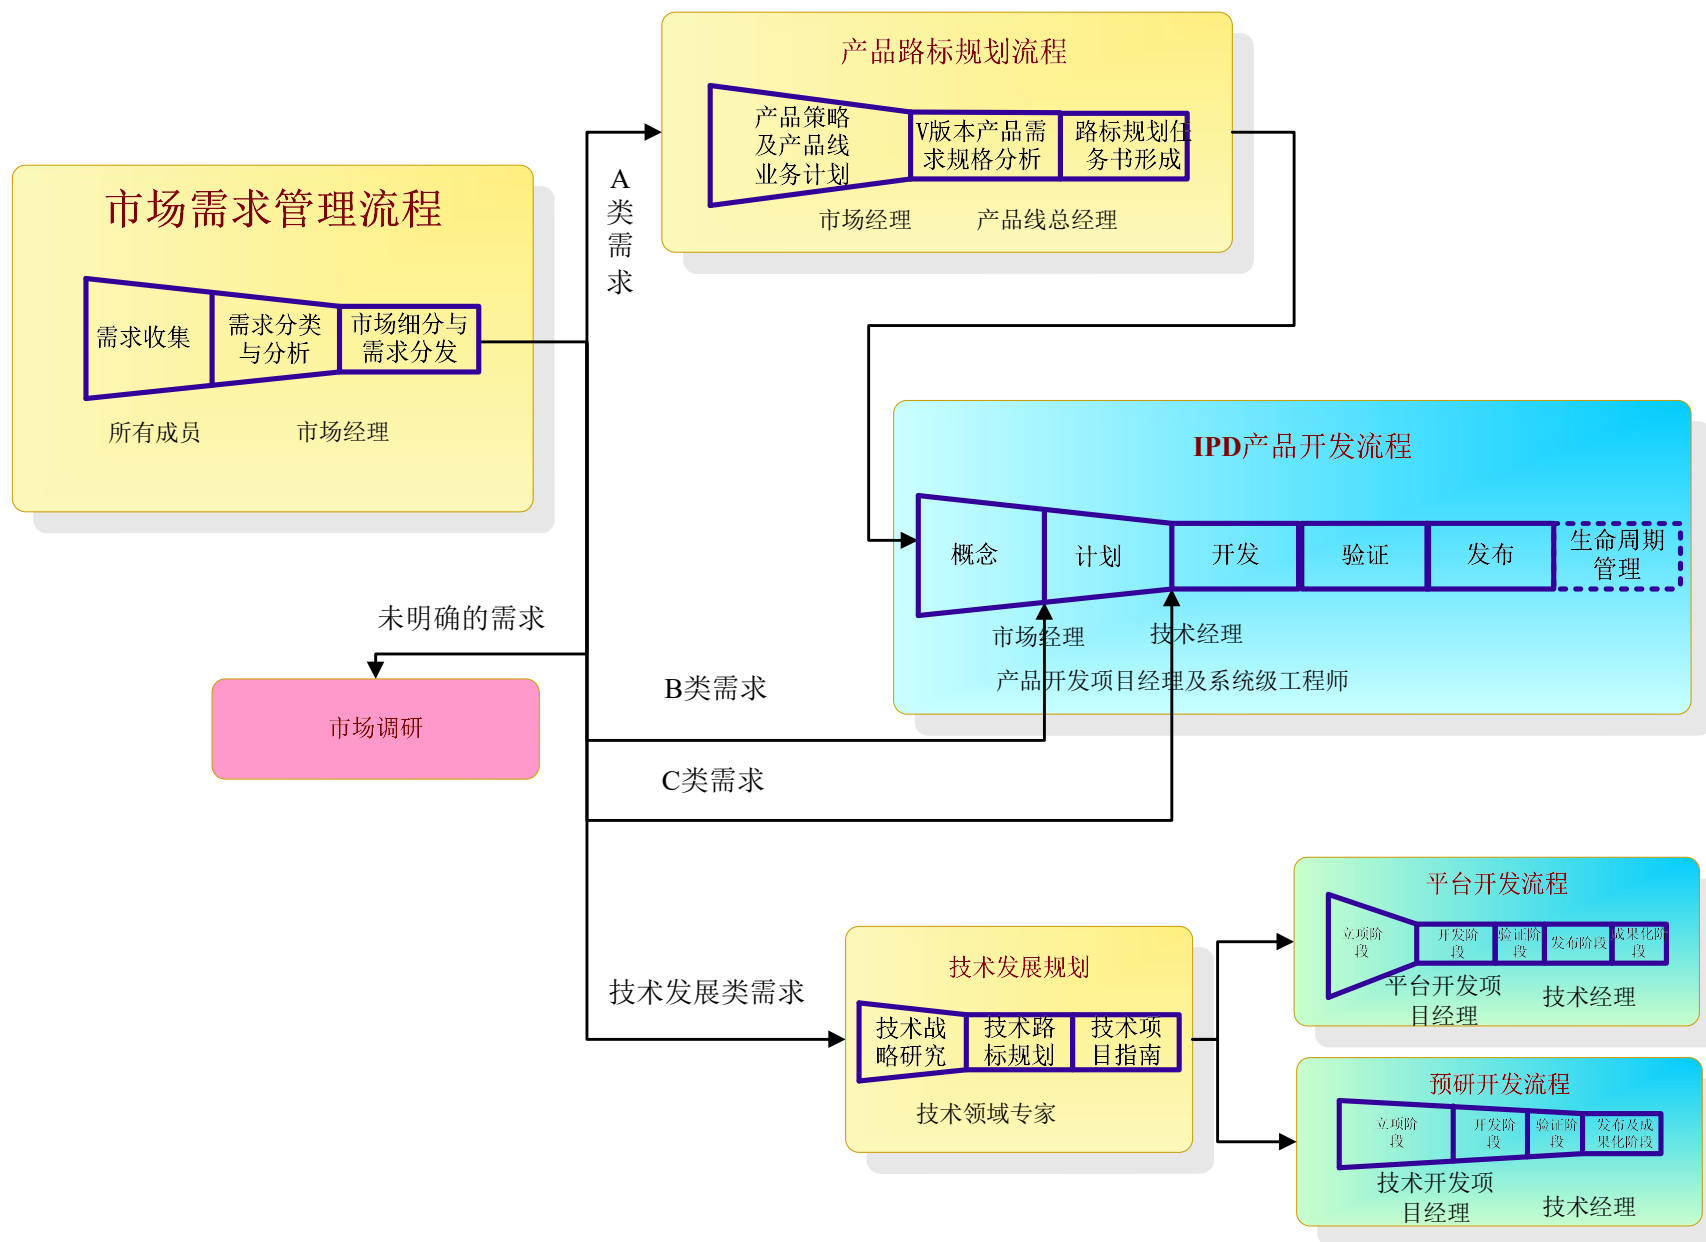 产品路标规划流程
产品策略
及产品线
业务计划
V版本产品需
求规格分析
路标规划任
务书形成
市场经理
产品线总经理
市场需求管理流程
需求收集
需求分类
与分析
市场细分与
需求分发
所有成员
市场经理
A
类
需
求
IPD产品开发流程
概念
计划
开发
验证
发布
生命周期
管理
市场经理
技术经理
产品开发项目经理及系统级工程师
未明确的需求
市场调研
B类需求
C类需求
技术发展类需求
技术发展规划
技术战
略研究
技术路
标规划
技术项
目指南
技术领域专家
平台开发流程
立项阶
段
开发阶
段
验证阶
段
发布阶段
成果化阶
段
平台开发项
目经理
技术经理
预研开发流程
立项阶
段
开发阶
段
验证阶
段
发布及成
果化阶段
技术开发项
目经理
技术经理